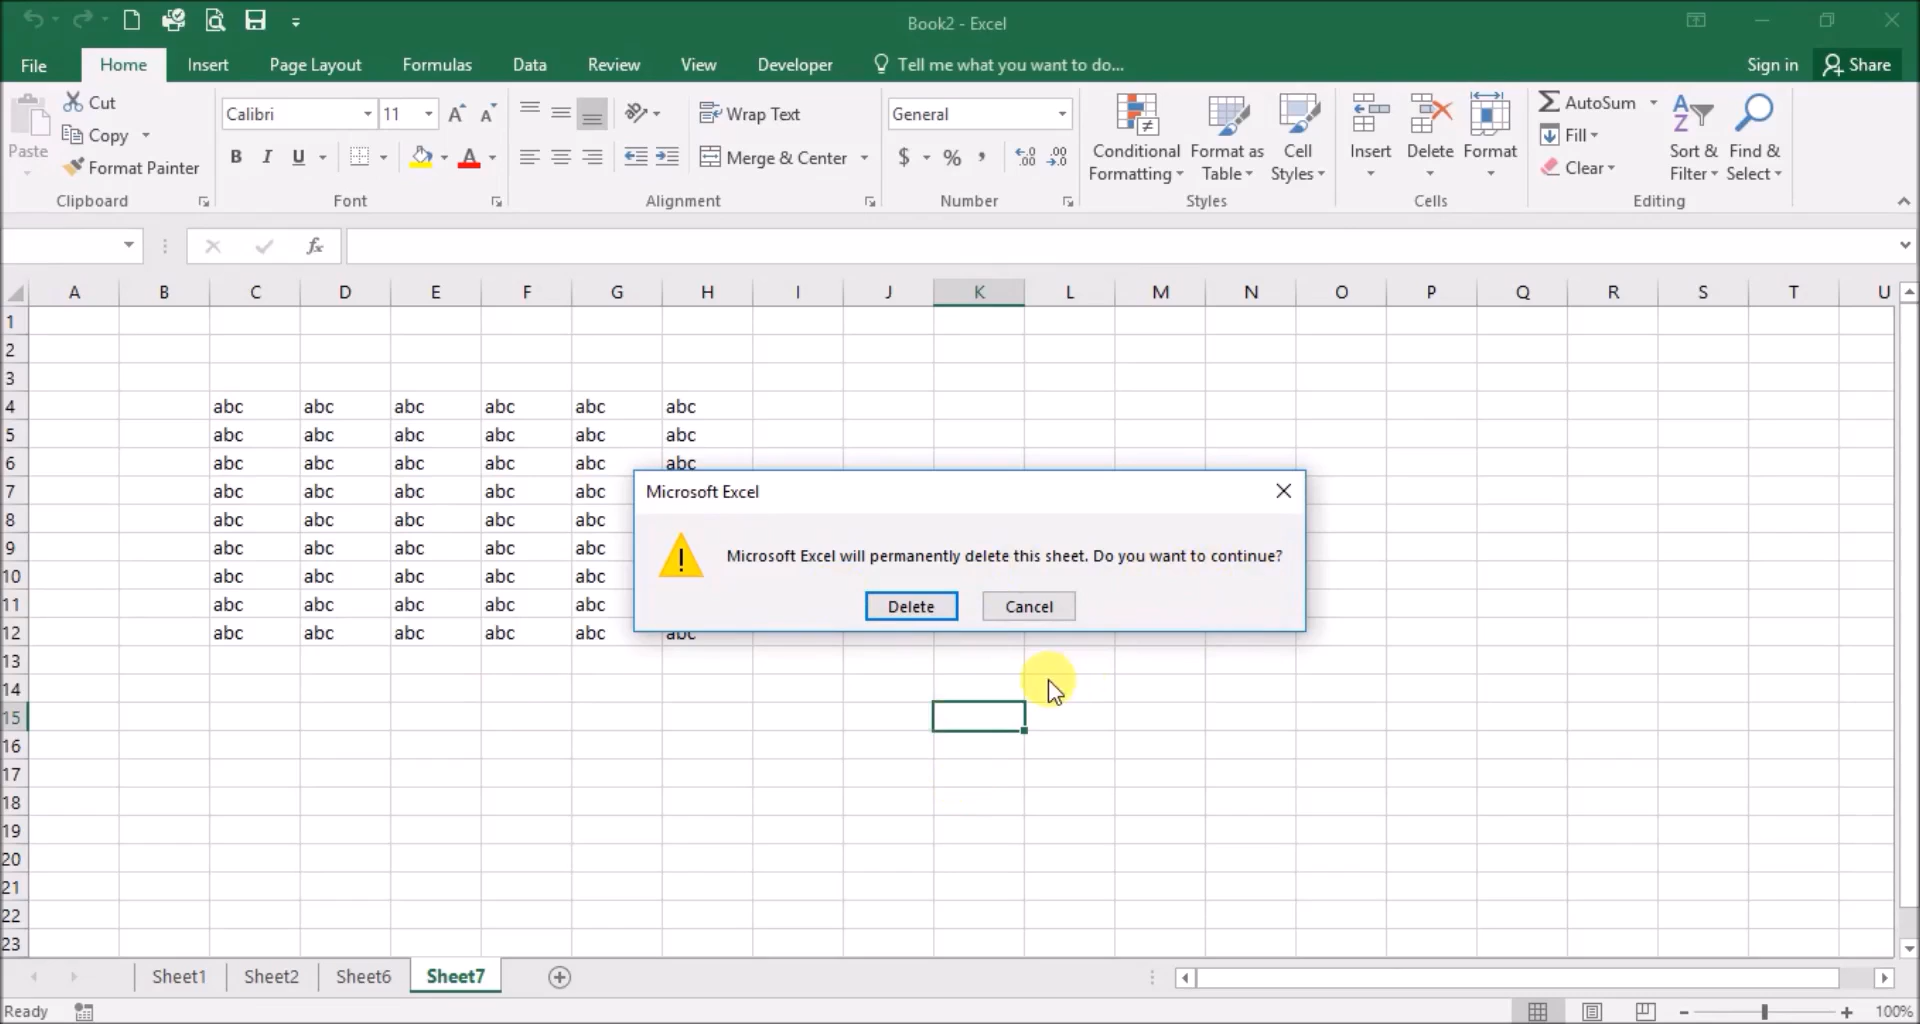 Book2 - Excel
File Home Insert Page Layout Formulas Data Review View Developer Tell me what you want to do... Sign in Share
Paste
Cut
Copy
Format Painter
Clipboard
Calibri 11
B I U A
Font
Wrap Text
Merge & Center
Alignment
General
$ % , .00 .0
Number
Conditional Formatting
Format as Table
Cell Styles
Styles
Insert Delete Format
Cells
AutoSum
Fill
Clear
Sort & Filter
Find & Select
Editing
fx
A B C D E F G H I J K L M N O P Q R S T U
1
2
3
4 abc abc abc abc abc abc
5 abc abc abc abc abc abc
6 abc abc abc abc abc abc
7 abc abc abc abc abc
8 abc abc abc abc abc
9 abc abc abc abc abc
10 abc abc abc abc abc
11 abc abc abc abc abc
12 abc abc abc abc abc abc
13
14
15
16
17
18
19
20
21
22
23
Microsoft Excel
Microsoft Excel will permanently delete this sheet. Do you want to continue?
Delete Cancel
Sheet1 Sheet2 Sheet6 Sheet7
Ready 100%